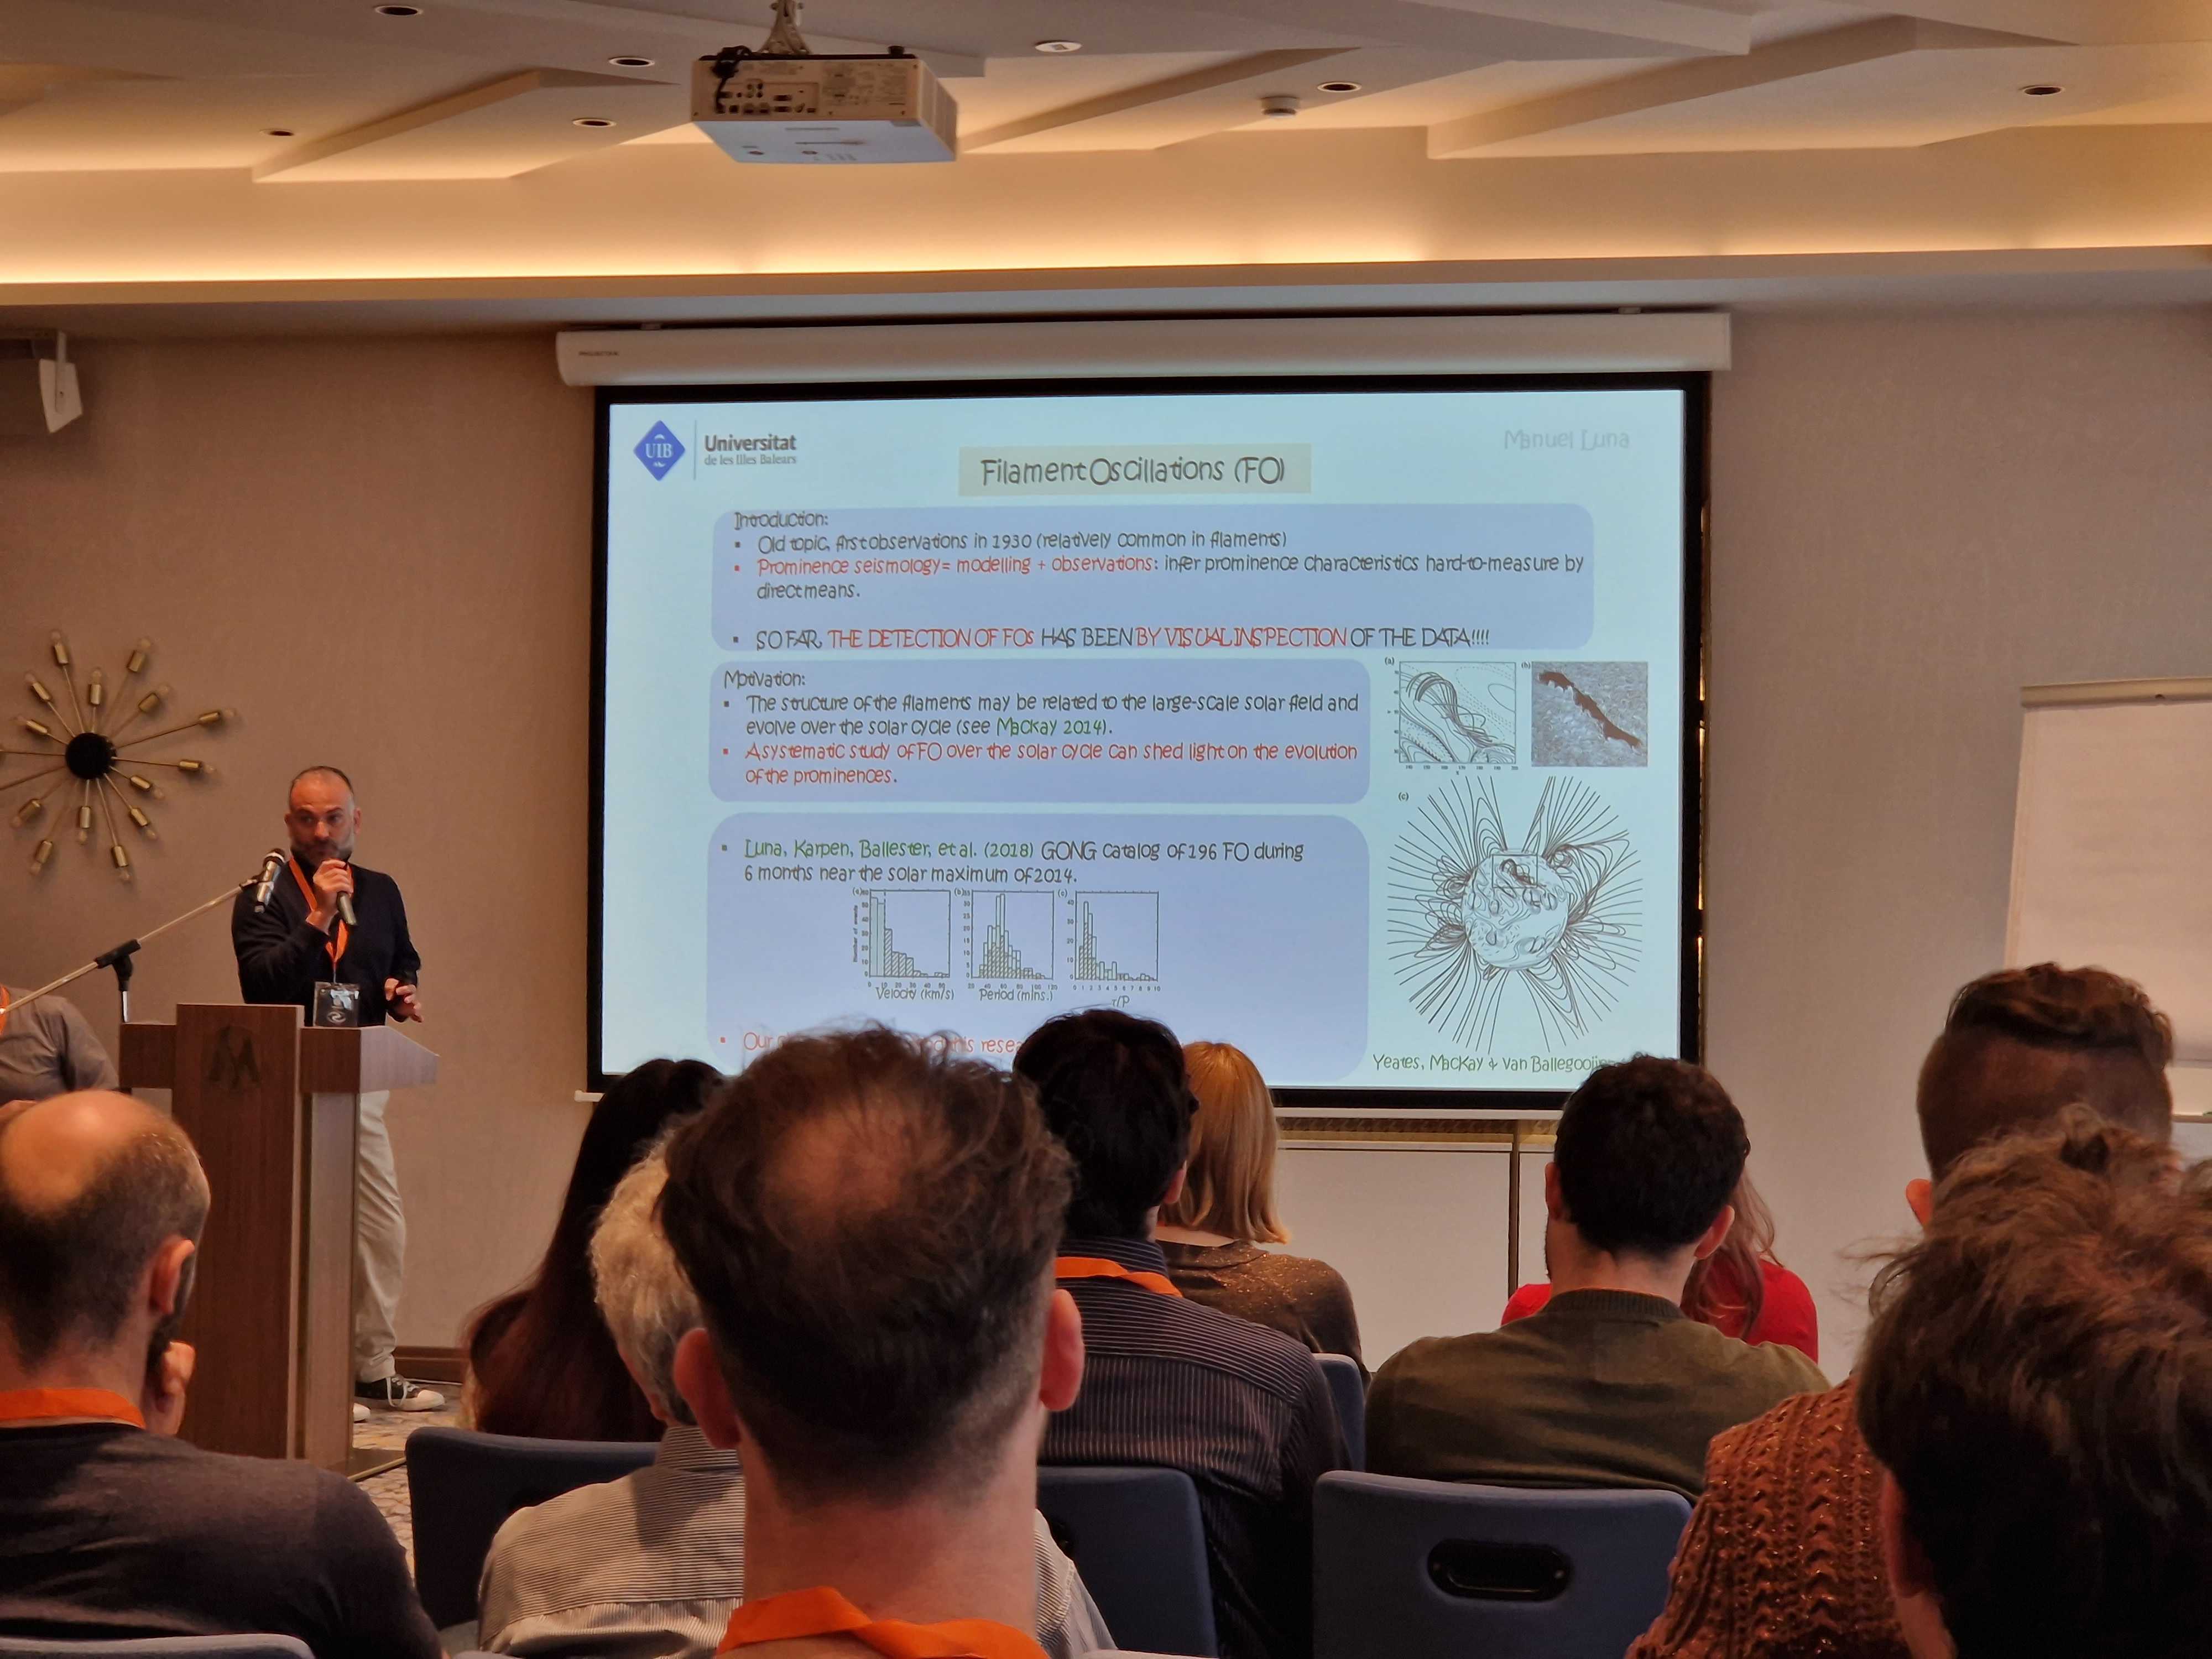 UIB
Universitat
de les Illes Balears
Manuel Luna
Filament Oscillations (FO)
Introduction:
▪ Old topic, first observations in 1930 (relatively common in filaments)
▪ Prominence seismology= modelling + observations: infer prominence characteristics hard-to-measure by
direct means.
▪ SO FAR, THE DETECTION OF FOs HAS BEEN BY VISUAL INSPECTION OF THE DATA!!!!
Motivation:
▪ The structure of the filaments may be related to the large-scale solar field and
evolve over the solar cycle (see Mackay 2014).
▪ A systematic study of FO over the solar cycle can shed light on the evolution
of the prominences.
(a)
(b)
(c)
▪ Luna, Karpen, Ballester, et al. (2018) GONG catalog of 196 FO during
6 months near the solar maximum of 2014.
(a)
(b)
(c)
Number of events
Velocity (km/s)
Period (mins.)
τ/P
▪ Our
this
Yeates, Mackay & van